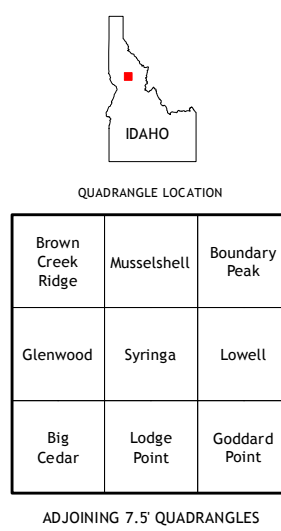 IDAHO
QUADRANGLE LOCATION
Brown
Creek
Ridge
Musselshell
Boundary
Peak
Glenwood
Syringa
Lowell
Big
Cedar
Lodge
Point
Goddard
Point
ADJOINING 7.5' QUADRANGLES